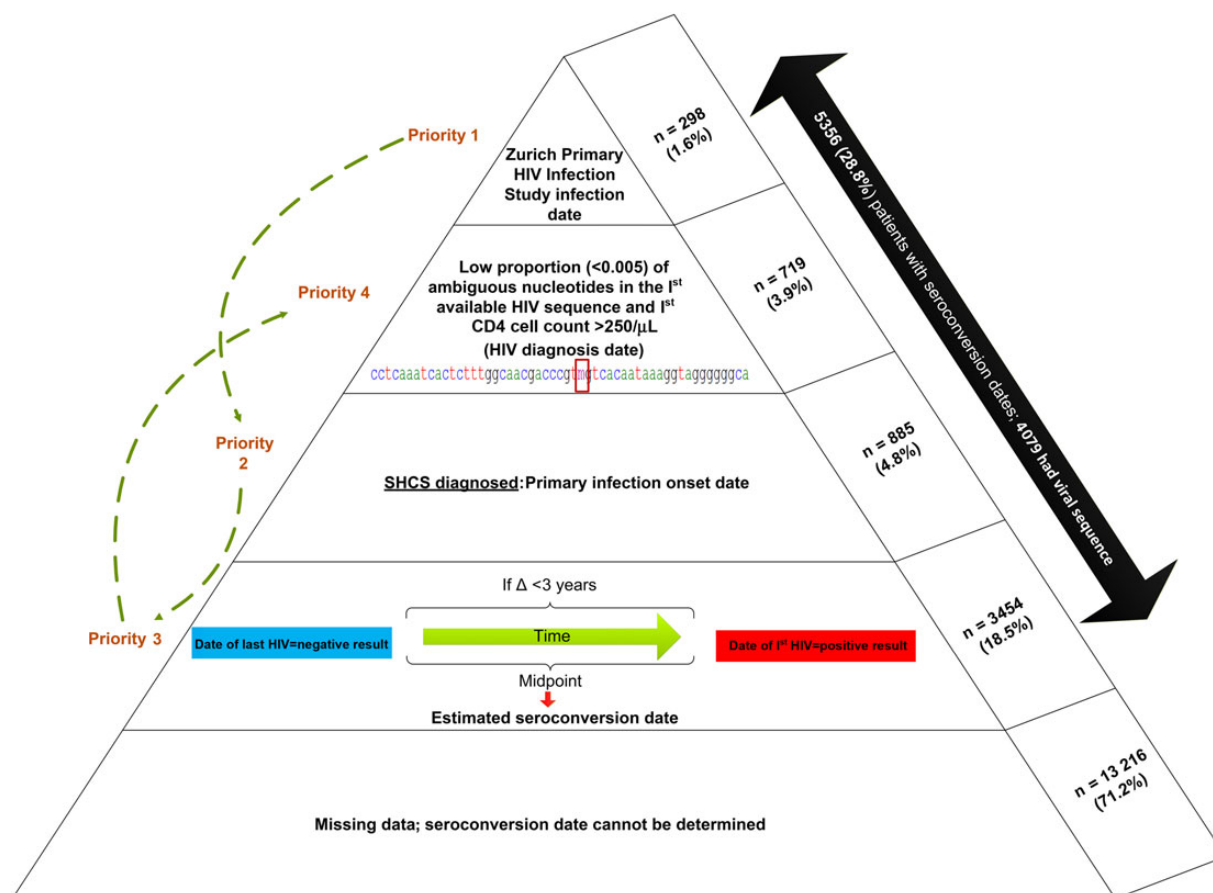 Priority 1
Zurich Primary
HIV Infection
Study infection
date
n = 298
(1.6%)
Priority 4
Low proportion (<0.005) of
ambiguous nucleotides in the Ist
available HIV sequence and Ist
CD4 cell count >250/μL
(HIV diagnosis date)
cctcaaatcactctttggcaacgacccgtmgtcacaataaaggtaggggggca
n = 719
(3.9%)
Priority
2
SHCS diagnosed:Primary infection onset date
n = 885
(4.8%)
Priority 3
If Δ <3 years
Date of last HIV=negative result
Time
Date of Ist HIV=positive result
Midpoint
Estimated seroconversion date
n = 3454
(18.5%)
Missing data; seroconversion date cannot be determined
n = 13 216
(71.2%)
5356 (28.8%) patients with seroconversion dates; 4079 had viral sequence